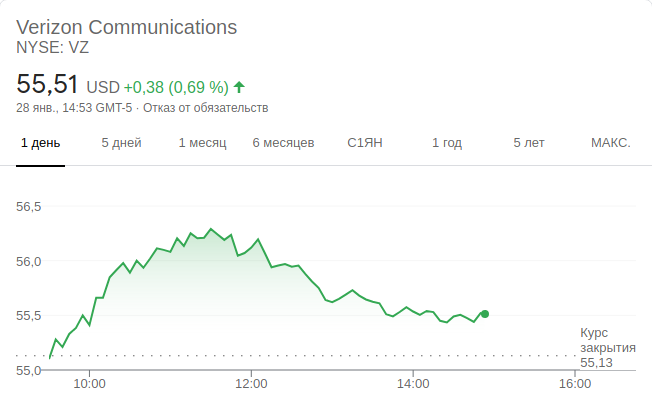 Verizon Communications
NYSE: VZ
55,51 USD +0,38 (0,69 %)
28 янв., 14:53 GMT-5 · Отказ от обязательств
1 день 5 дней 1 месяц 6 месяцев С1ЯН 1 год 5 лет МАКС.
56,5
56,0
55,5
55,0
Курс
закрытия
55,13
10:00 12:00 14:00 16:00